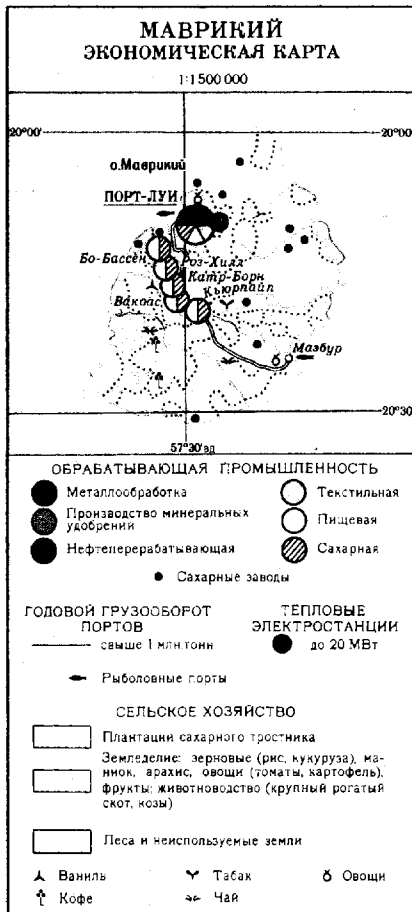 МАВРИКИЙ
ЭКОНОМИЧЕСКАЯ КАРТА
1:1 500 000
20°00'
20°00'
о.Маврикий
ПОРТ-ЛУИ
Бо-Бассен
Роз-Хилл
Катр-Борн
Кьюрпайп
Вакоас
Маэбур
20°30'
57°30' вд
ОБРАБАТЫВАЮЩАЯ ПРОМЫШЛЕННОСТЬ
Металлообработка
Текстильная
Производство минеральных
удобрений
Пищевая
Нефтеперерабатывающая
Сахарная
Сахарные заводы
ГОДОВОЙ ГРУЗООБОРОТ
ПОРТОВ
свыше 1 млн.тонн
ТЕПЛОВЫЕ
ЭЛЕКТРОСТАНЦИИ
до 20 МВт
Рыболовные порты
СЕЛЬСКОЕ ХОЗЯЙСТВО
Плантации сахарного тростника
Земледелие: зерновые (рис, кукуруза), ма-
ниок, арахис, овощи (томаты, картофель),
фрукты; животноводство (крупный рогатый
скот, козы)
Леса и неиспользуемые земли
Ваниль
Табак
Овощи
Кофе
Чай